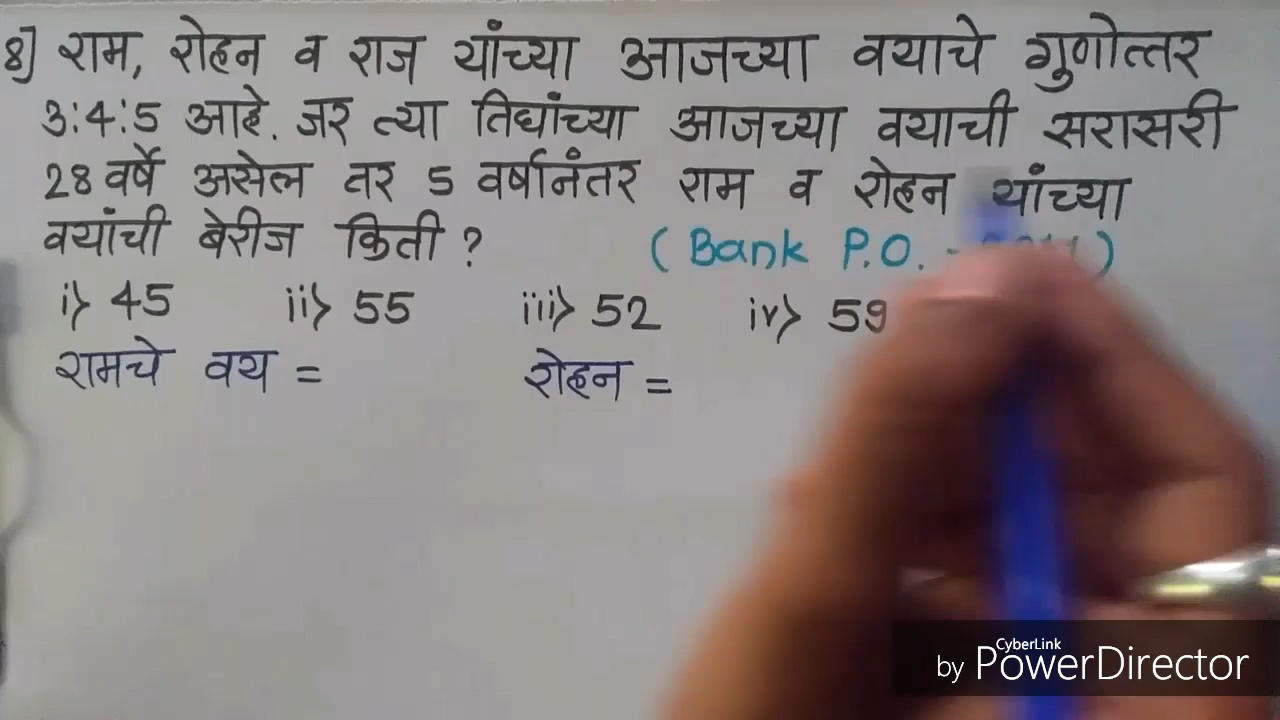 8] राम, रोहन व राज यांच्या आजच्या वयाचे गुणोत्तर
3:4:5 आहे. जर त्या तिघांच्या आजच्या वयाची सरासरी
28 वर्षे असेल तर 5 वर्षानंतर राम व रोहन यांच्या
वयांची बेरीज किती ? (Bank P.O. - )
i> 45 ii> 55 iii> 52 iv> 59
रामचे वय = रोहन =
CyberLink
by PowerDirector